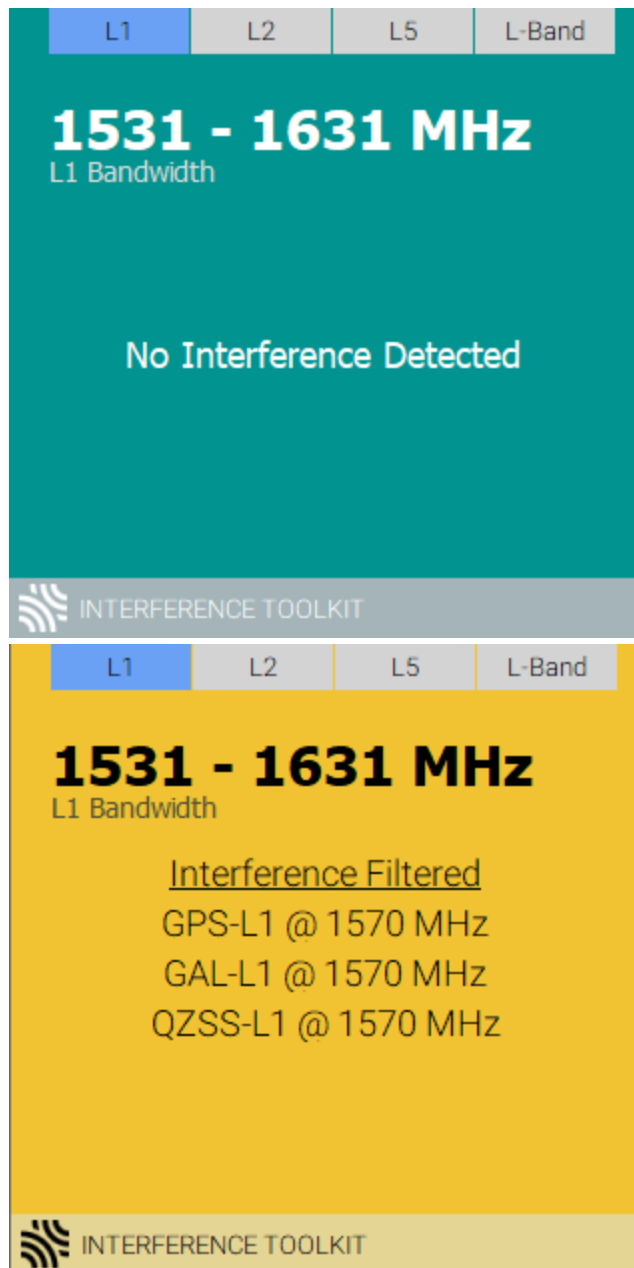 L1 L2 L5 L-Band
1531 - 1631 MHz
L1 Bandwidth
No Interference Detected
INTERFERENCE TOOLKIT
L1 L2 L5 L-Band
1531 - 1631 MHz
L1 Bandwidth
Interference Filtered
GPS-L1 @ 1570 MHz
GAL-L1 @ 1570 MHz
QZSS-L1 @ 1570 MHz
INTERFERENCE TOOLKIT